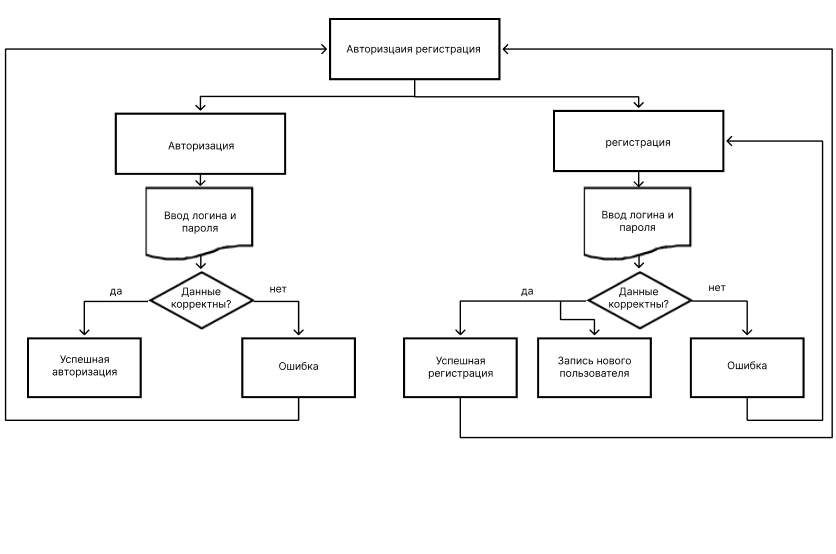 Авторизцаия регистрация
Авторизация
регистрация
Ввод логина и
пароля
Ввод логина и
пароля
да
Данные
корректны?
нет
да
Данные
корректны?
нет
Успешная
авторизация
Ошибка
Успешная
регистрация
Запись нового
пользователя
Ошибка